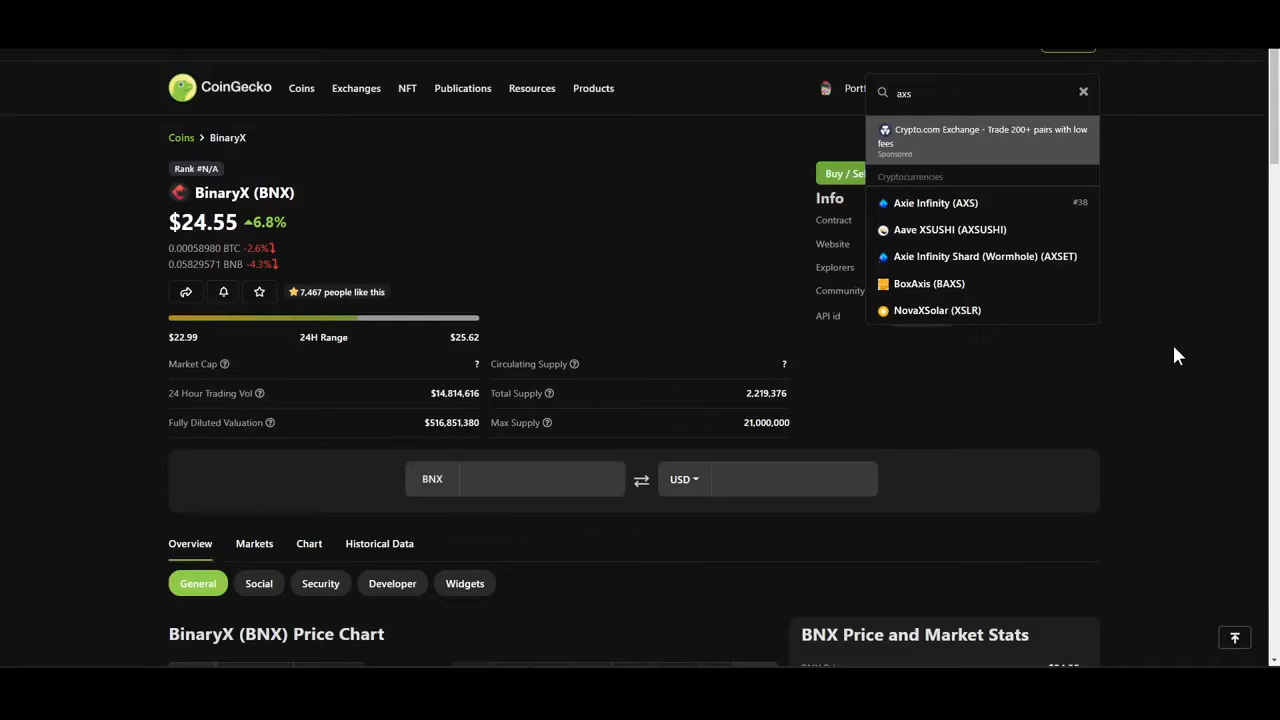 CoinGecko
Coins
Exchanges
NFT
Publications
Resources
Products
Portf
axs
Crypto.com Exchange - Trade 200+ pairs with low
fees
Sponsored
Cryptocurrencies
Axie Infinity (AXS)
#38
Aave XSUSHI (AXSUSHI)
Axie Infinity Shard (Wormhole) (AXSET)
BoxAxis (BAXS)
NovaXSolar (XSLR)
Coins > BinaryX
Rank #N/A
BinaryX (BNX)
$24.55 6.8%
0.00058980 BTC -2.6%
0.05829571 BNB -4.3%
7,467 people like this
$22.99
24H Range
$25.62
Buy / Sel
Info
Contract
Website
Explorers
Community
API id
Market Cap ?
?
Circulating Supply ?
?
24 Hour Trading Vol ?
$14,814,616
Total Supply ?
2,219,376
Fully Diluted Valuation ?
$516,851,380
Max Supply ?
21,000,000
BNX
USD
Overview
Markets
Chart
Historical Data
General
Social
Security
Developer
Widgets
BinaryX (BNX) Price Chart
BNX Price and Market Stats